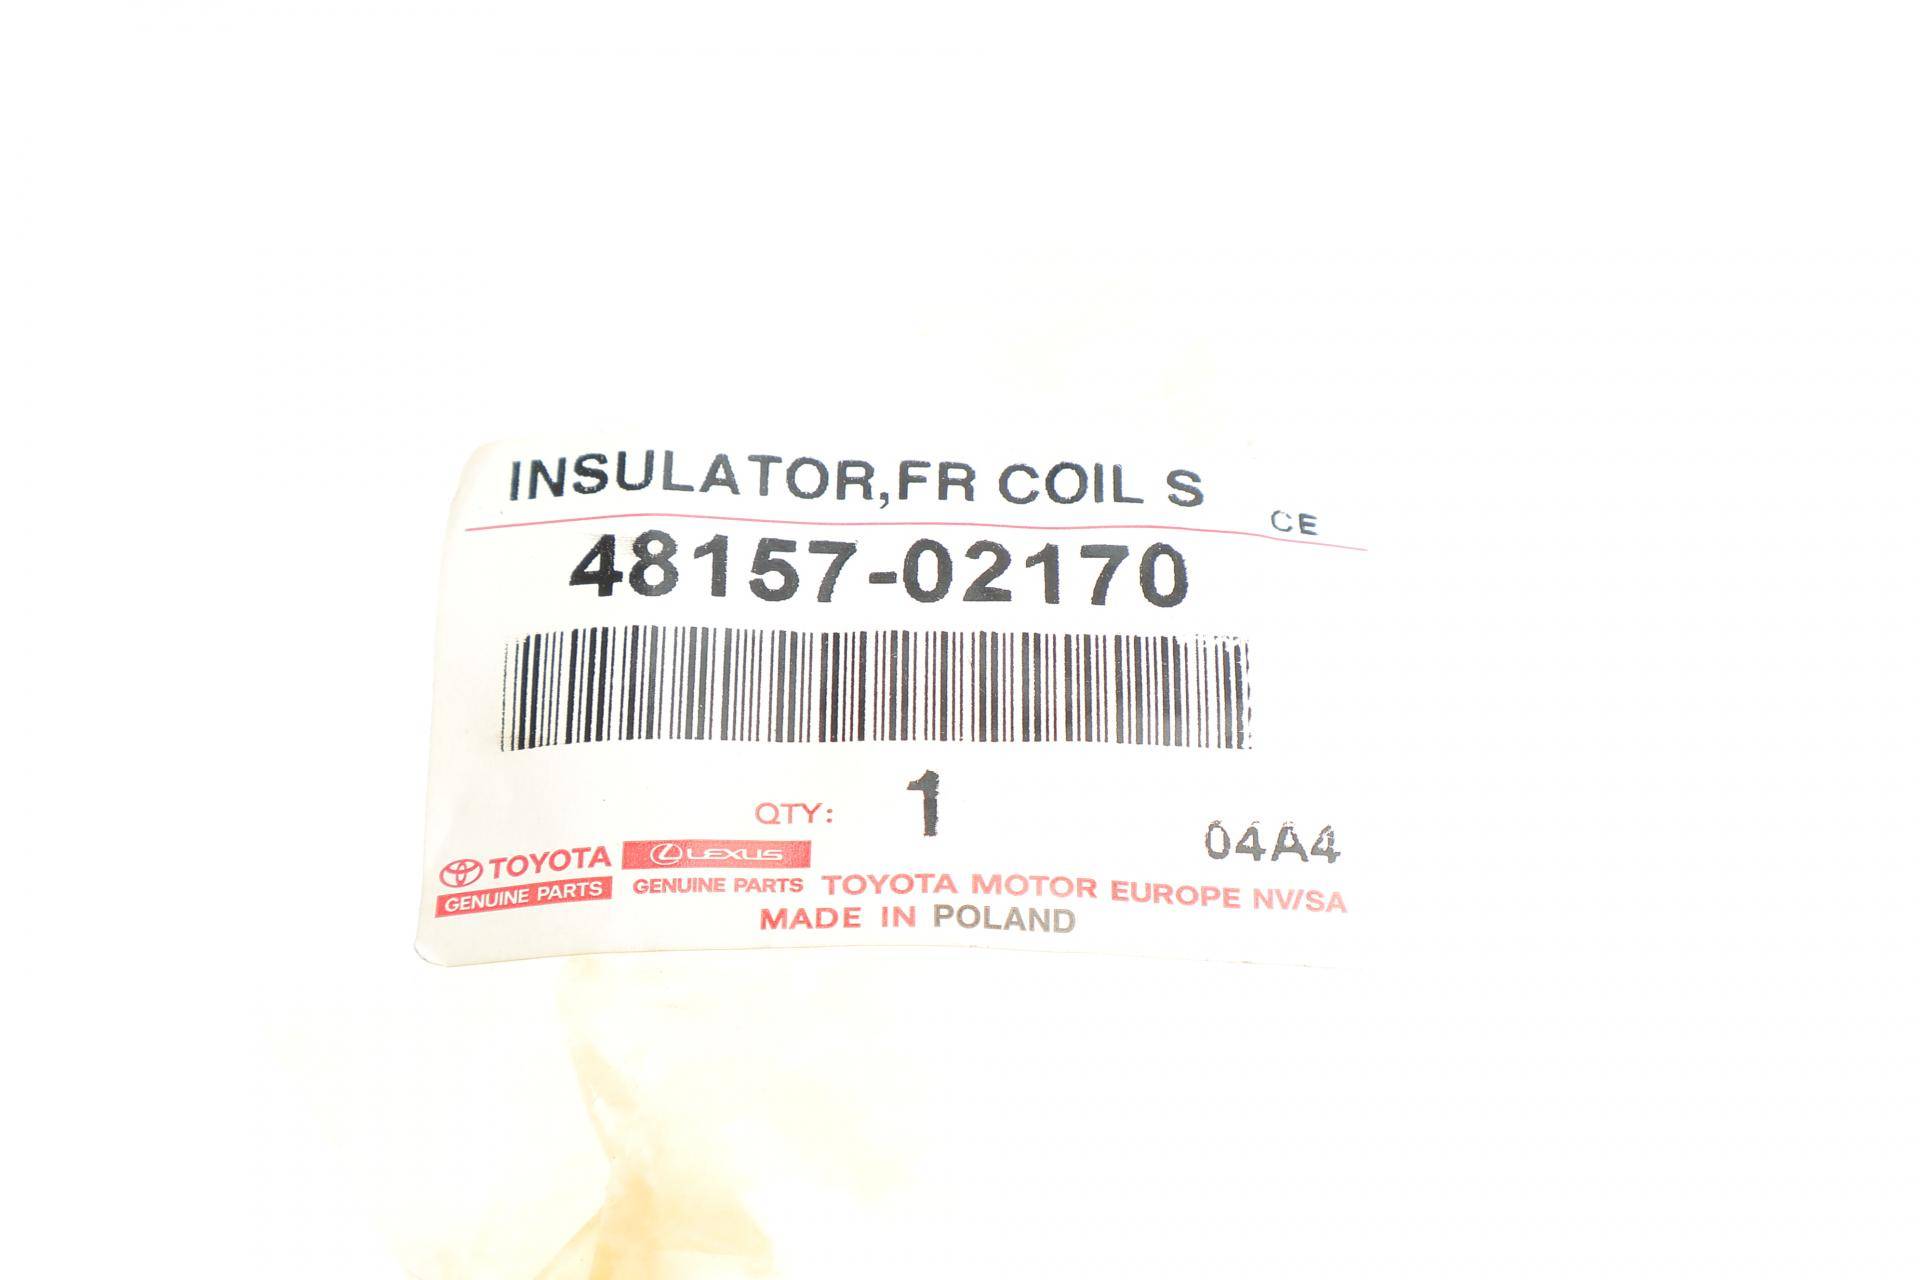 INSULATOR,FR COIL S
CE
48157-02170
QTY: 1
04A4
TOYOTA LEXUS
GENUINE PARTS GENUINE PARTS TOYOTA MOTOR EUROPE NV/SA
MADE IN POLAND